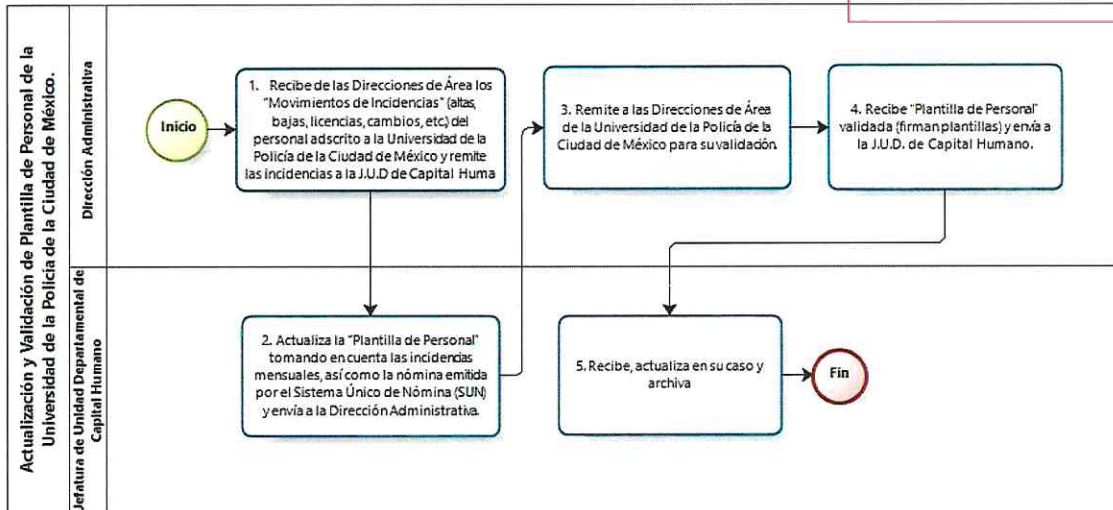 Actualización y Validación de Plantilla de Personal de la
Universidad de la Policía de la Ciudad de México.
Dirección Administrativa
Inicio
1. Recibe de las Direcciones de Área los
"Movimientos de Incidencias" (altas,
bajas, licencias, cambios, etc.) del
personal adscrito a la Universidad de la
Policía de la Ciudad de México y remite
las incidencias a la J.U.D de Capital Huma
3. Remite a las Direcciones de Área
de la Universidad de la Policía de la
Ciudad de México para su validación.
4. Recibe "Plantilla de Personal"
validada (firman plantillas) y envía a
la J.U.D. de Capital Humano.
Jefatura de Unidad Departamental de
Capital Humano
2. Actualiza la "Plantilla de Personal"
tomando en cuenta las incidencias
mensuales, así como la nómina emitida
por el Sistema Único de Nómina (SUN)
y envía a la Dirección Administrativa.
5. Recibe, actualiza en su caso y
archiva
Fin